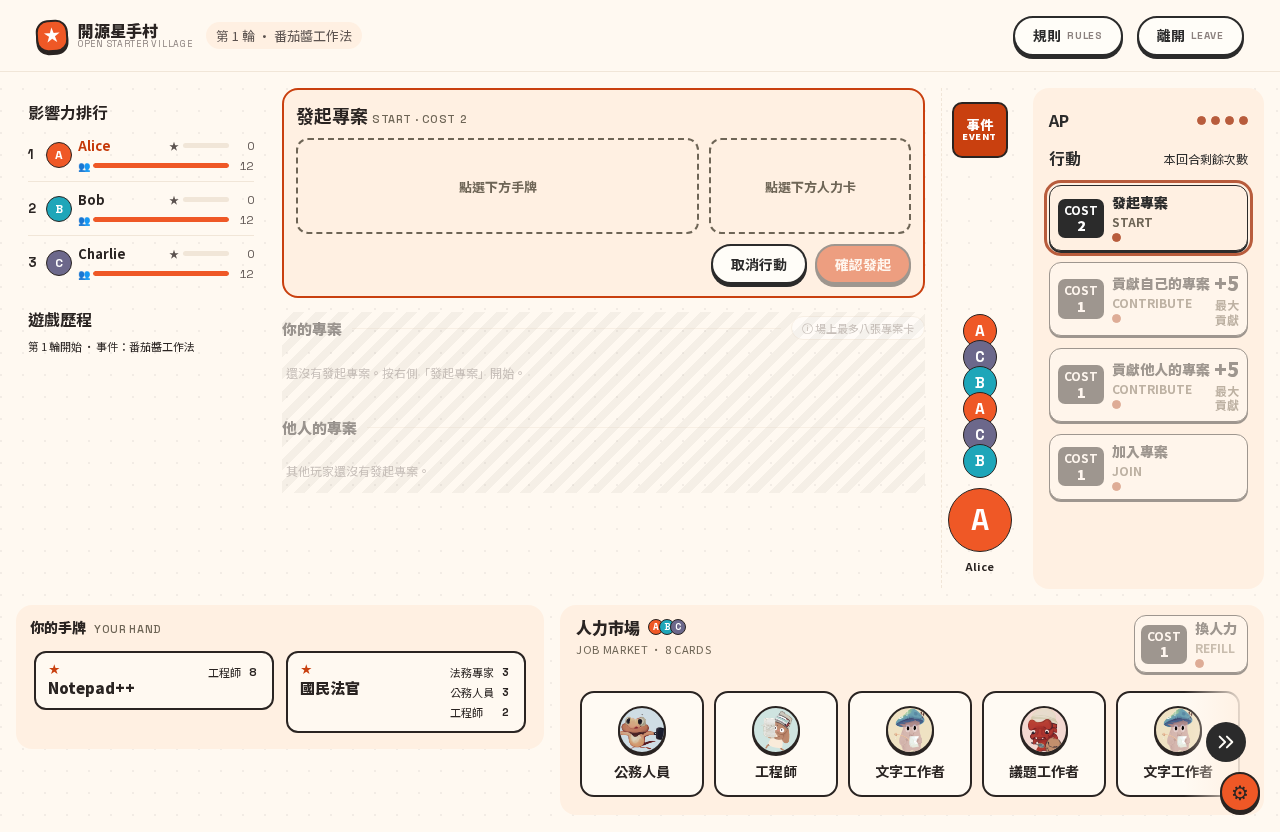 開源星手村
OPEN STARTER VILLAGE
第 1 輪 · 番茄醬工作法
規則 RULES
離開 LEAVE
影響力排行
1 A Alice ★ 0
12
2 B Bob ★ 0
12
3 C Charlie ★ 0
12
遊戲歷程
第 1 輪開始 · 事件：番茄醬工作法
發起專案 START · COST 2
點選下方手牌
點選下方人力卡
取消行動
確認發起
你的專案
ⓘ 場上最多八張專案卡
還沒有發起專案。按右側「發起專案」開始。
他人的專案
其他玩家還沒有發起專案。
事件
EVENT
A
C
B
A
C
B
A
Alice
AP
行動 本回合剩餘次數
COST 2 發起專案
START
COST 1 貢獻自己的專案 +5
CONTRIBUTE 最大貢獻
COST 1 貢獻他人的專案 +5
CONTRIBUTE 最大貢獻
COST 1 加入專案
JOIN
你的手牌 YOUR HAND
★
Notepad++
工程師 8
★
國民法官
法務專家 3
公務人員 3
工程師 2
人力市場 A B C
JOB MARKET · 8 CARDS
COST 1 換人力
REFILL
公務人員
工程師
文字工作者
議題工作者
文字工作者